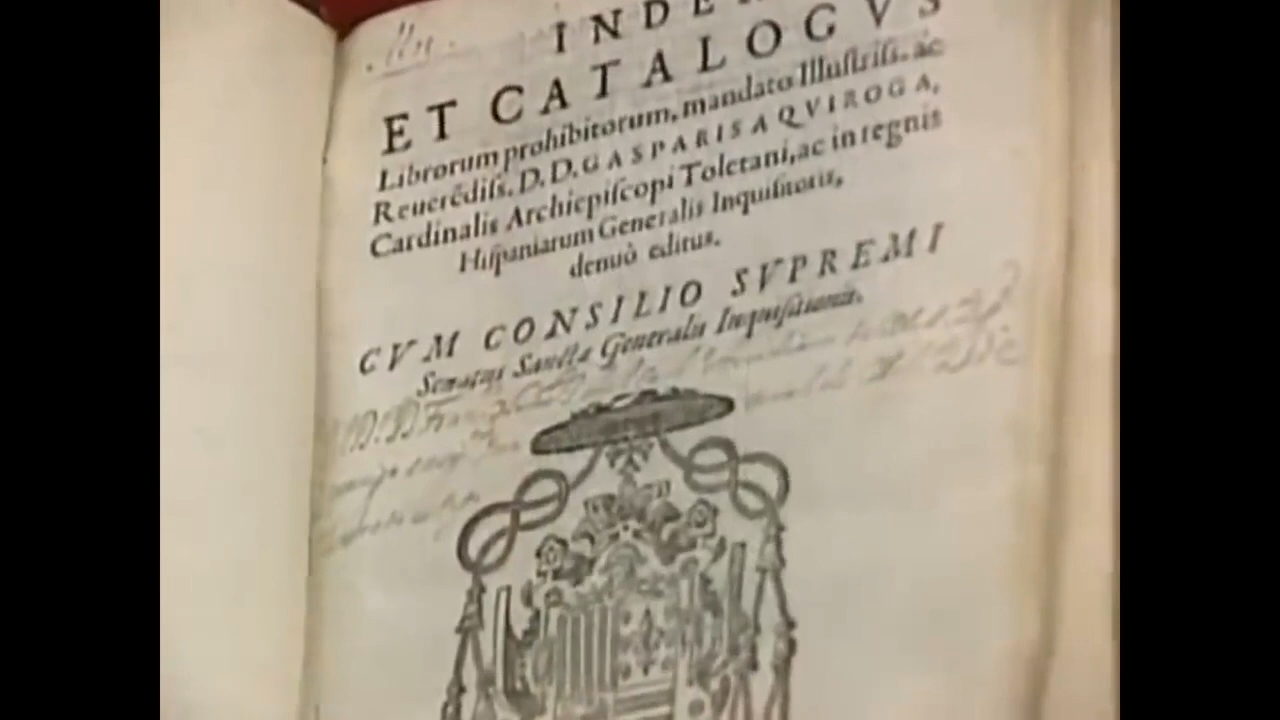 INDE
ET CATALOGVS
Librorum prohibitorum, mandato Illuſtriſs. ac
Reuerēdiſs. D.D. GASPARIS A QVIROGA,
Cardinalis Archiepiſcopi Toletani, ac in regnis
Hiſpaniarum Generalis Inquiſitoris,
denuò editus.
CVM CONSILIO SVPREMI
Senatus Sanctæ Generalis Inquiſitionis.